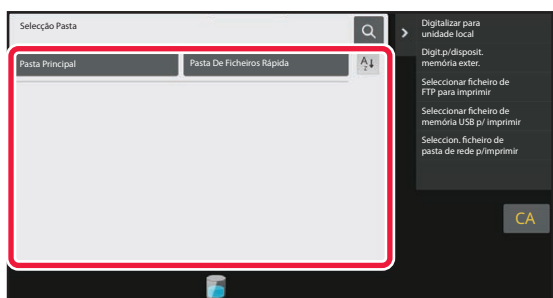 Selecção Pasta
Pasta Principal
Pasta De Ficheiros Rápida
A
Z
Digitalizar para
unidade local
Digit.p/disposit.
memória exter.
Seleccionar ficheiro de
FTP para imprimir
Seleccionar ficheiro de
memória USB p/ imprimir
Seleccion. ficheiro de
pasta de rede p/imprimir
CA